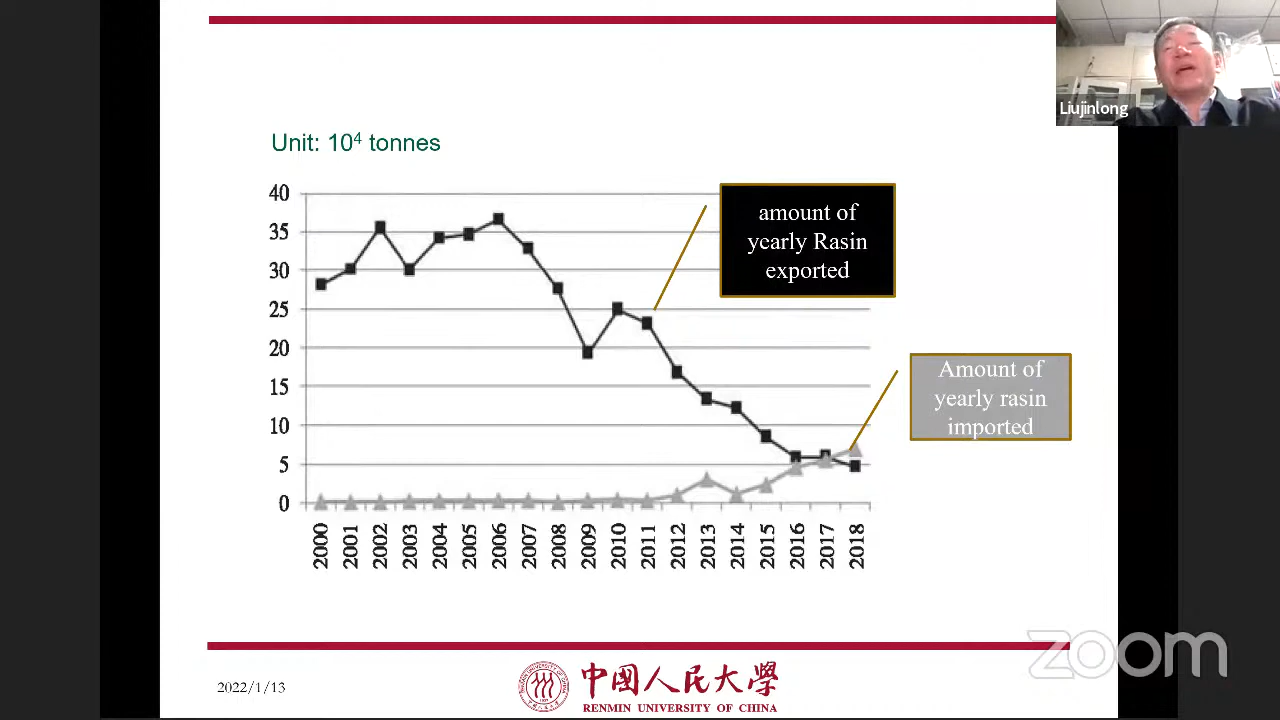 Liujinlong
Unit: 10⁴ tonnes
40
35
30
25
20
15
10
5
0
amount of
yearly Rasin
exported
Amount of
yearly rasin
imported
2000 2001 2002 2003 2004 2005 2006 2007 2008 2009 2010 2011 2012 2013 2014 2015 2016 2017 2018
zoom
2022/1/13
中國人民大學
RENMIN UNIVERSITY OF CHINA